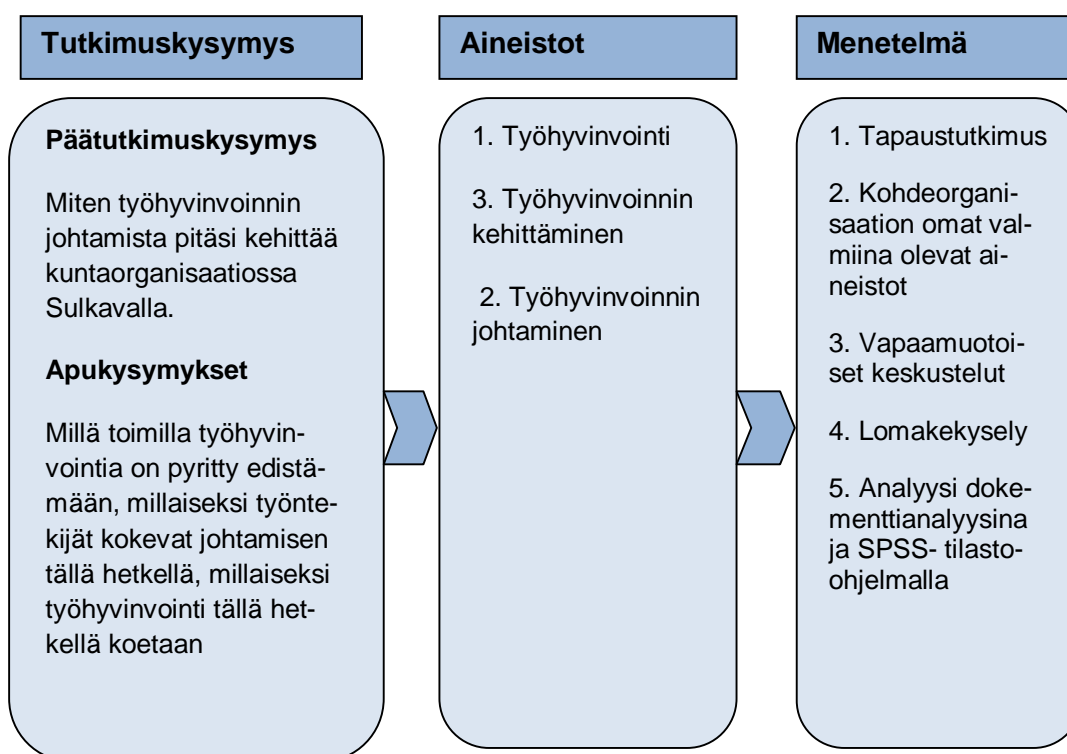 Tutkimuskysymys
Päätutkimuskysymys
Miten työhyvinvoinnin
johtamista pitäsi kehittää
kuntaorganisaatiossa
Sulkavalla.
Apukysymykset
Millä toimilla työhyvin-
vointia on pyritty edistä-
mään, millaiseksi työnte-
kijät kokevat johtamisen
tällä hetkellä, millaiseksi
työhyvinvointi tällä het-
kellä koetaan
Aineistot
1. Työhyvinvointi
3. Työhyvinvoinnin
kehittäminen
2. Työhyvinvoinnin
johtaminen
Menetelmä
1. Tapaustutkimus
2. Kohdeorgani-
saation omat val-
miina olevat ai-
neistot
3. Vapaamuotoi-
set keskustelut
4. Lomakekysely
5. Analyysi doke-
menttianalyysina
ja SPSS- tilasto-
ohjelmalla